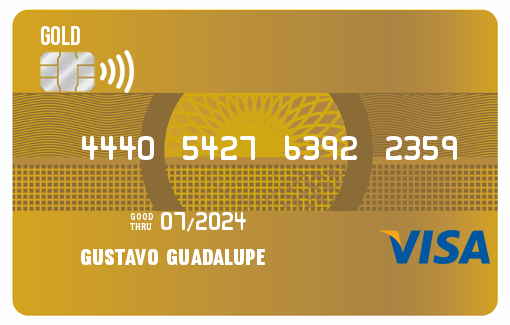 GOLD
4440 5427 6392 2359
GOOD THRU 07/2024
GUSTAVO GUADALUPE
VISA